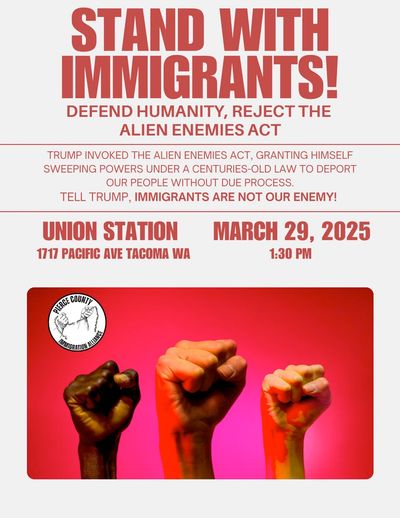 STAND WITH
IMMIGRANTS!
DEFEND HUMANITY, REJECT THE
ALIEN ENEMIES ACT
TRUMP INVOKED THE ALIEN ENEMIES ACT, GRANTING HIMSELF
SWEEPING POWERS UNDER A CENTURIES-OLD LAW TO DEPORT
OUR PEOPLE WITHOUT DUE PROCESS.
TELL TRUMP, IMMIGRANTS ARE NOT OUR ENEMY!
UNION STATION
1717 PACIFIC AVE TACOMA WA
MARCH 29, 2025
1:30 PM
PIERCE COUNTY
IMMIGRATION ALLIANCE